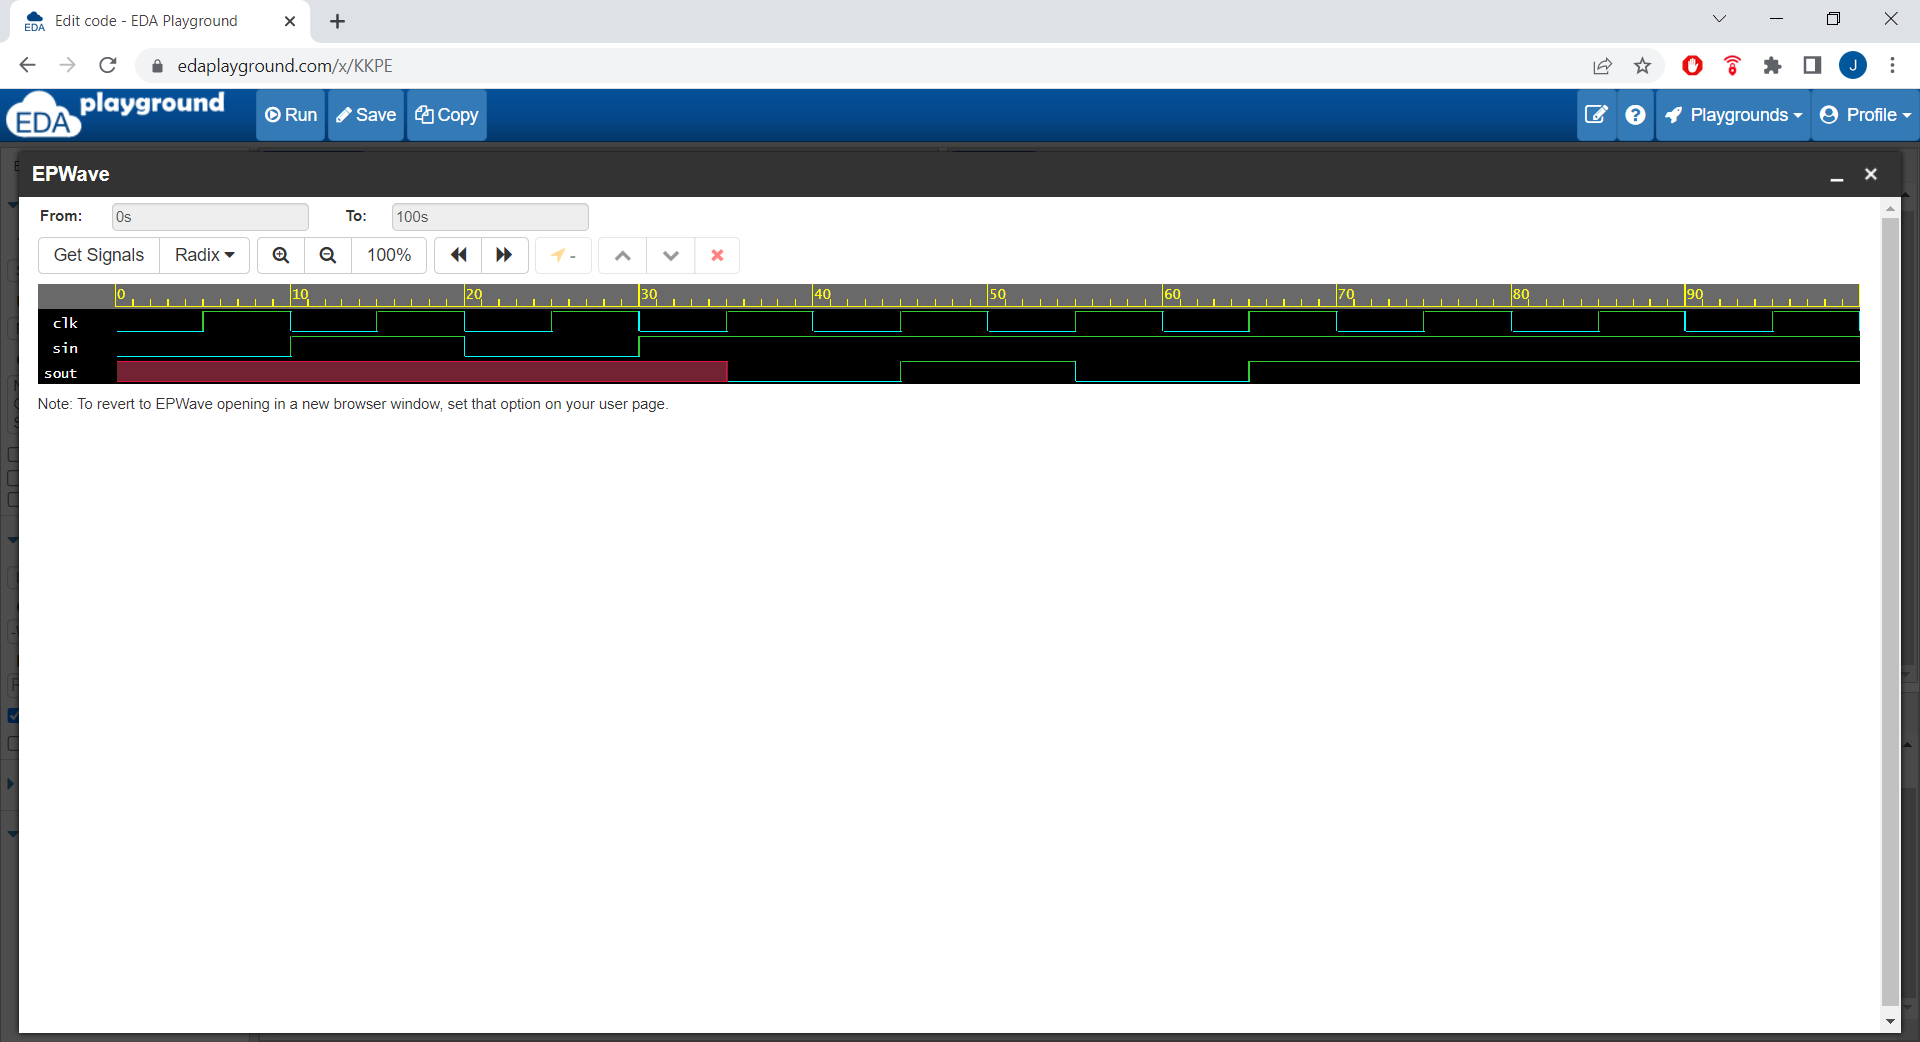 Edit code - EDA Playground
EDA
edaplayground.com/x/KKPE
J
EDA playground
Run
Save
Copy
Playgrounds
Profile
EPWave
From:
0s
To:
100s
Get Signals
Radix
100%
-
0 10 20 30 40 50 60 70 80 90
clk
sin
sout
Note: To revert to EPWave opening in a new browser window, set that option on your user page.